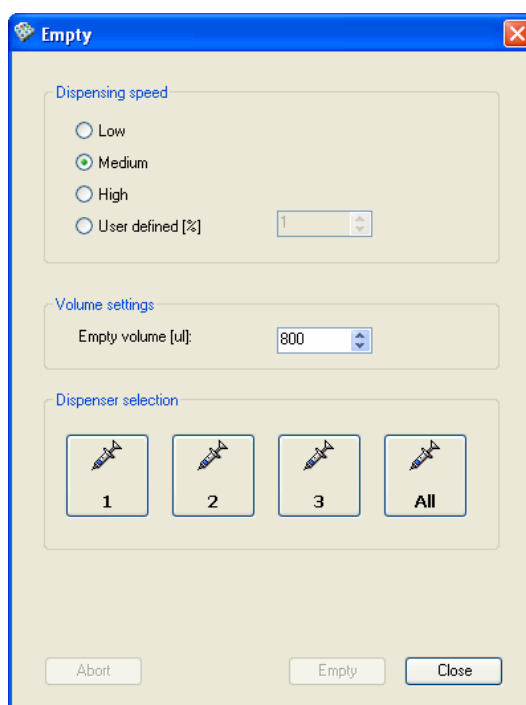 Empty
Dispensing speed
Low
Medium
High
User defined [%] 1
Volume settings
Empty volume [ul]: 800
Dispenser selection
1 2 3 All
Abort Empty Close